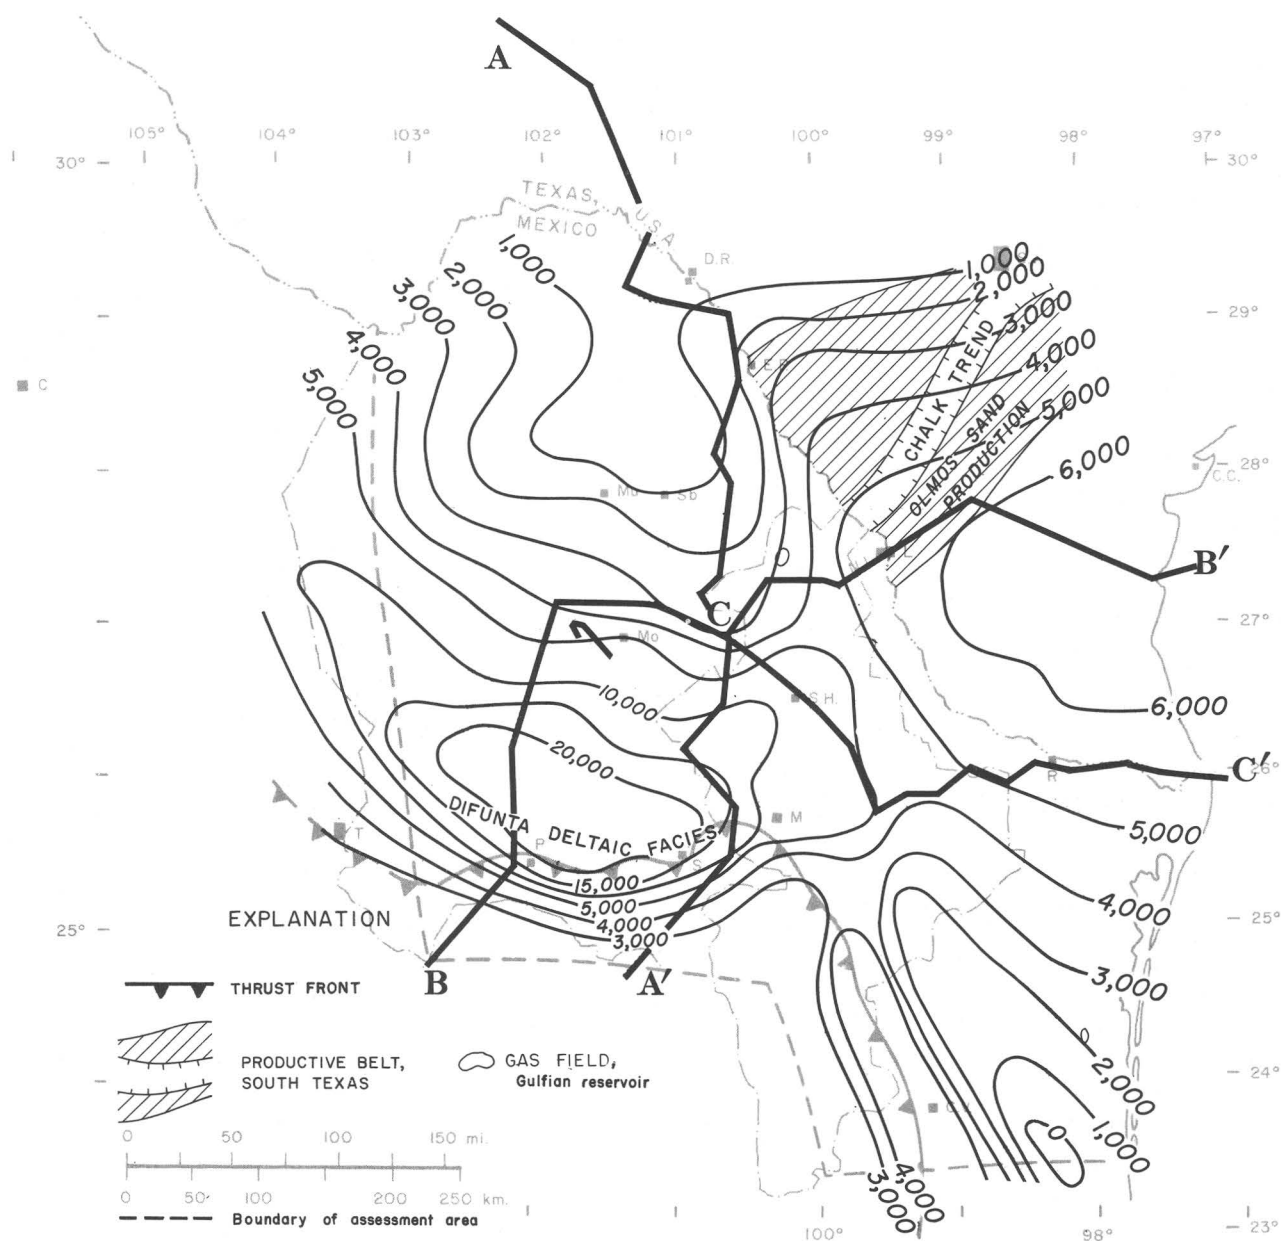 A
105° 104° 103° 102° 101° 100° 99° 98° 97°
30° 30°
TEXAS, USA
MEXICO
D.R.
1,000
2,000
3,000
4,000
5,000
1,000
2,000
3,000
4,000
5,000
6,000
29°
C
E.P.
CHALK TREND
OLMOS SAND
PRODUCTION
28°
C.C.
Mu
Sb
L
B'
C
27°
Mo
S.H.
10,000
6,000
20,000
C'
26°
R
DIFUNTA DELTAIC FACIES
M
T
P
S
5,000
15,000
5,000
4,000
3,000
4,000
25° 25°
EXPLANATION
B
A'
3,000
THRUST FRONT
PRODUCTIVE BELT,
SOUTH TEXAS
GAS FIELD,
Gulfian reservoir
2,000
24°
1,000
0
0 50 100 150 mi.
0 50 100 200 250 km.
4,000
3,000
Boundary of assessment area
100° 98°
23°